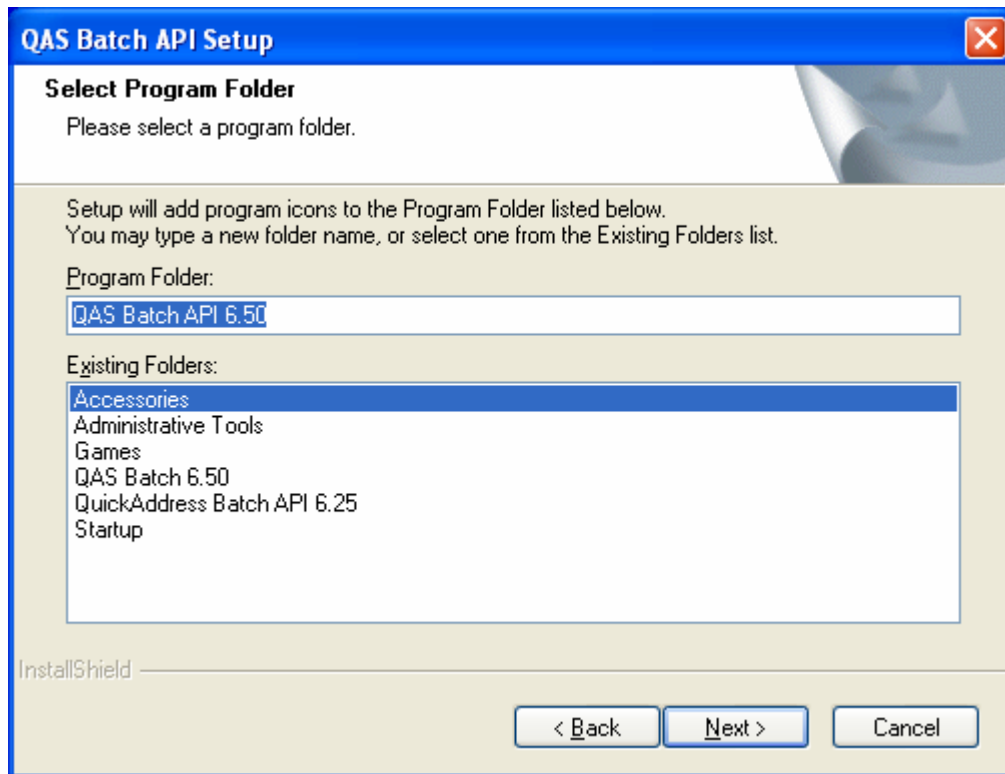 QAS Batch API Setup
Select Program Folder
Please select a program folder.
Setup will add program icons to the Program Folder listed below.
You may type a new folder name, or select one from the Existing Folders list.
Program Folder:
QAS Batch API 6.50
Existing Folders:
Accessories
Administrative Tools
Games
QAS Batch 6.50
QuickAddress Batch API 6.25
Startup
InstallShield
< Back
Next >
Cancel